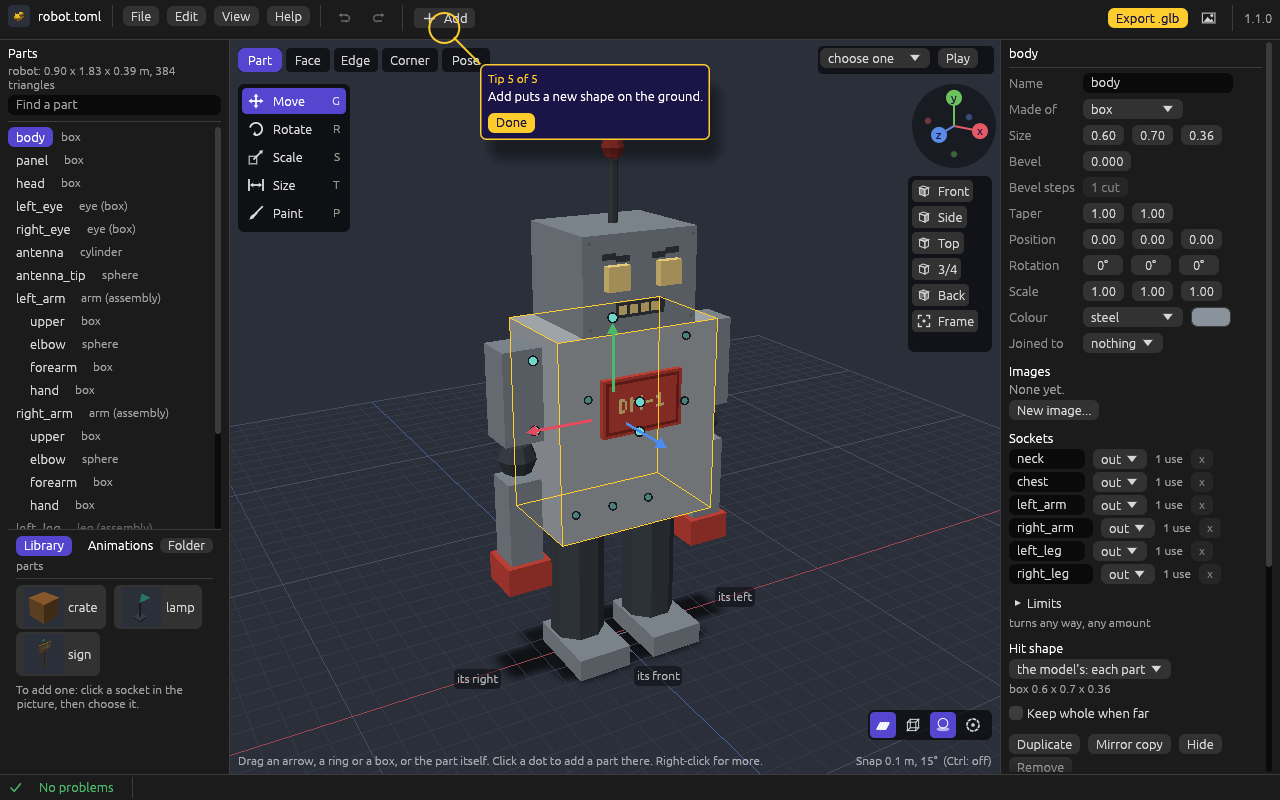 robot.toml File Edit View Help + Add Export .glb 1.1.0
Parts
robot: 0.90 x 1.83 x 0.39 m, 384
triangles
Find a part
body box
panel box
head box
left_eye eye (box)
right_eye eye (box)
antenna cylinder
antenna_tip sphere
left_arm arm (assembly)
upper box
elbow sphere
forearm box
hand box
right_arm arm (assembly)
upper box
elbow sphere
forearm box
hand box
left_leg leg (assembly)
Library Animations Folder
parts
crate lamp
sign
To add one: click a socket in the
picture, then choose it.
Part Face Edge Corner Pose
Move G
Rotate R
Scale S
Size T
Paint P
Tip 5 of 5
Add puts a new shape on the ground.
Done
choose one Play
y
x
z
Front
Side
Top
3/4
Back
Frame
its left
its right
its front
Drag an arrow, a ring or a box, or the part itself. Click a dot to add a part there. Right-click for more.
Snap 0.1 m, 15° (Ctrl: off)
body
Name body
Made of box
Size 0.60 0.70 0.36
Bevel 0.000
Bevel steps 1 cut
Taper 1.00 1.00
Position 0.00 0.00 0.00
Rotation 0° 0° 0°
Scale 1.00 1.00 1.00
Colour steel
Joined to nothing
Images
None yet.
New image...
Sockets
neck out 1 use x
chest out 1 use x
left_arm out 1 use x
right_arm out 1 use x
left_leg out 1 use x
right_leg out 1 use x
Limits
turns any way, any amount
Hit shape
the model's: each part
box 0.6 x 0.7 x 0.36
Keep whole when far
Duplicate Mirror copy Hide
Remove
No problems